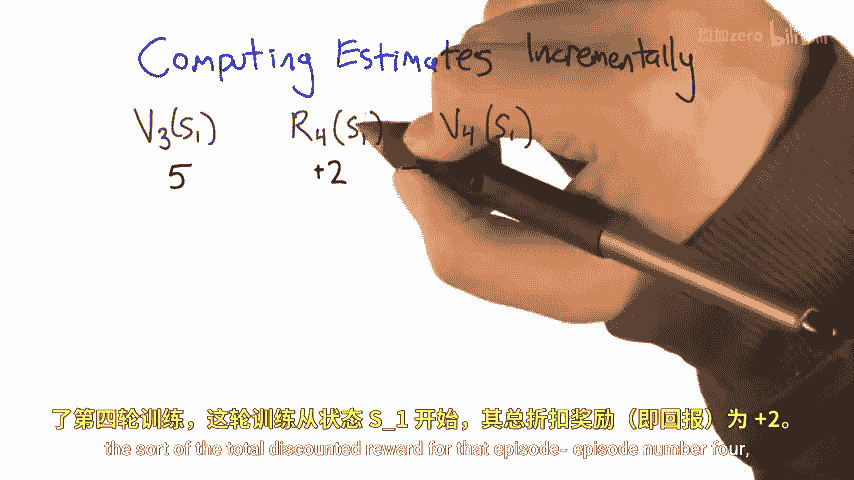 Computing Estimates Incrementally
V₃(S₁) R₄(S₁) V₄(S₁)
5 +2
了第四轮训练，这轮训练从状态 S_1 开始，其总折扣奖励（即回报）为 +2。
the sort of the total discounted reward for that episode- episode number four,